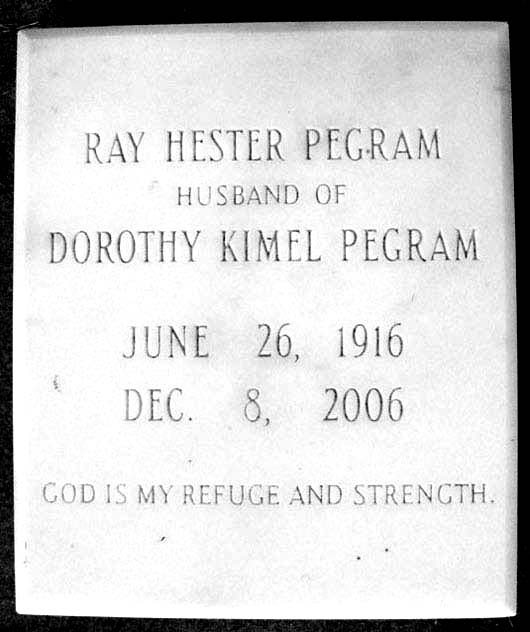 RAY HESTER PEGRAM
HUSBAND OF
DOROTHY KIMEL PEGRAM
JUNE 26, 1916
DEC. 8, 2006
GOD IS MY REFUGE AND STRENGTH.